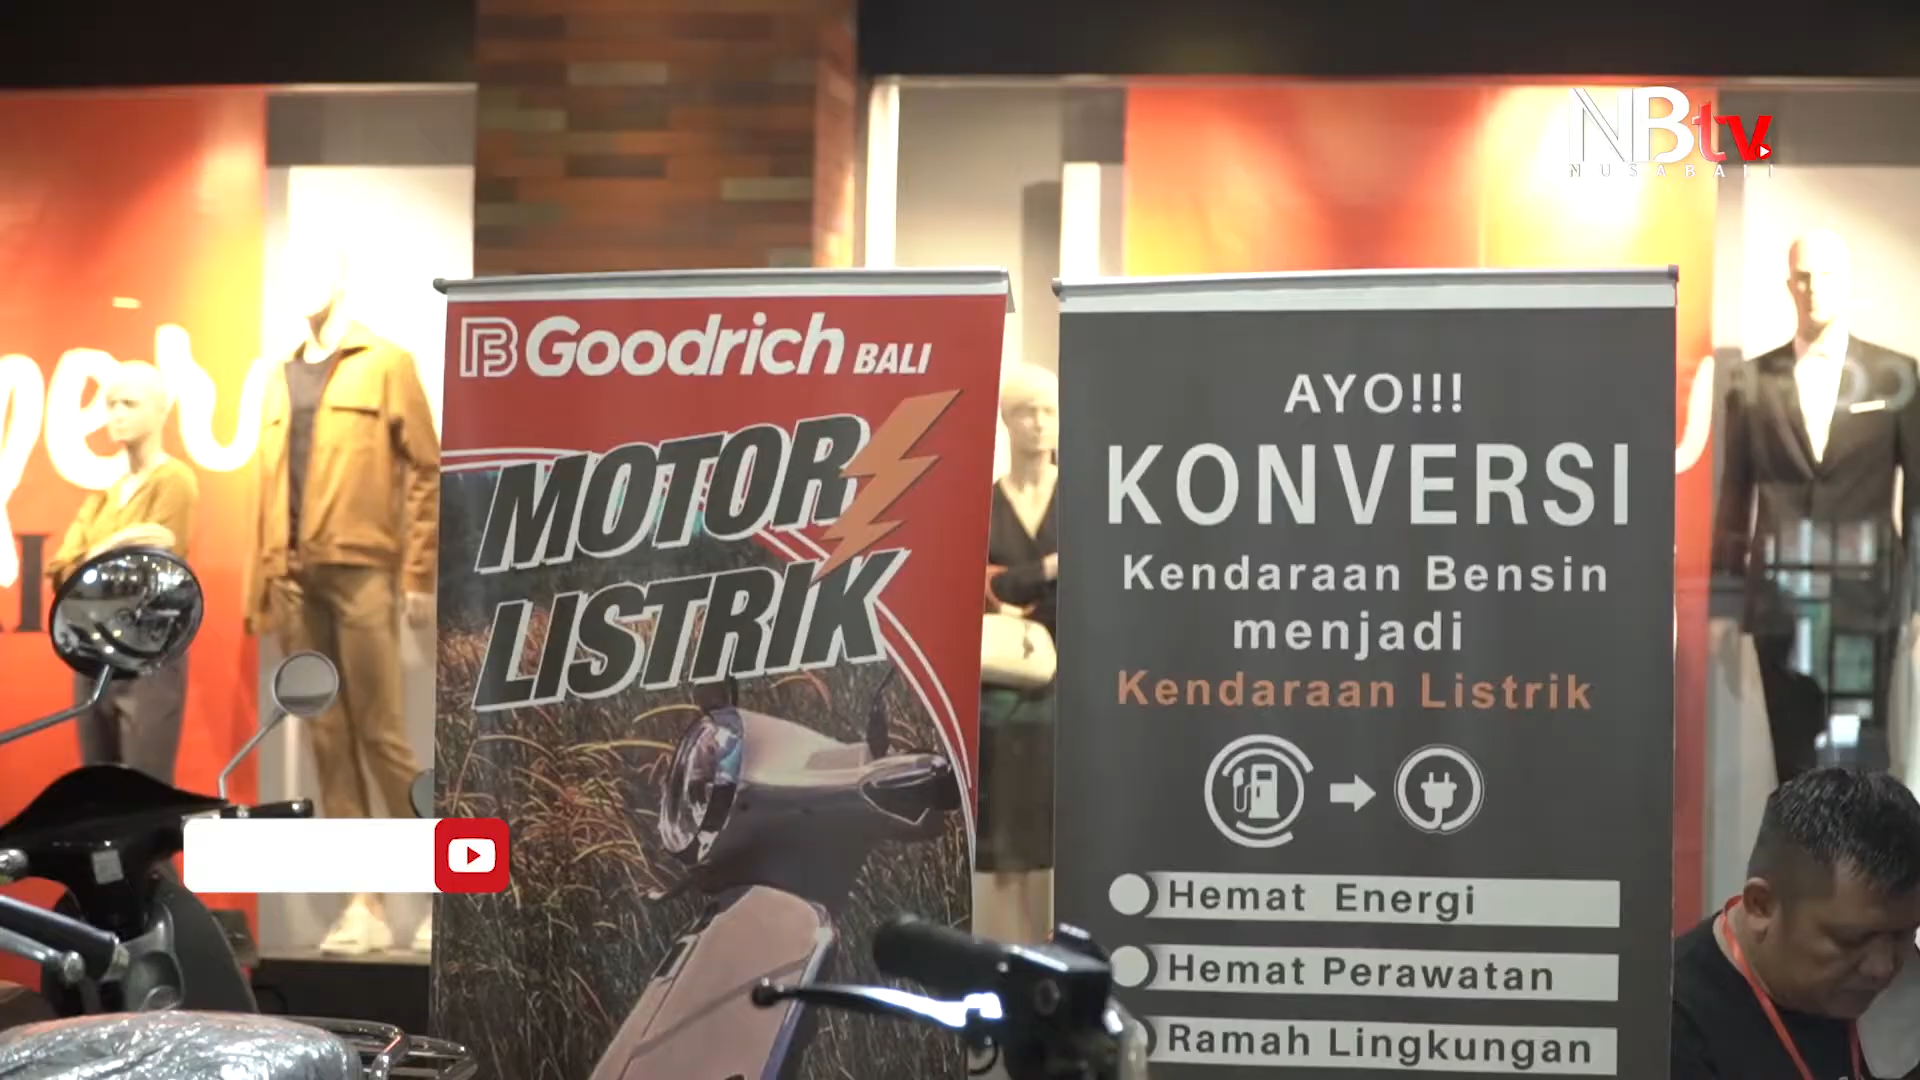 NBtv
NUSABALI
Goodrich BALI
MOTOR
LISTRIK
AYO!!!
KONVERSI
Kendaraan Bensin
menjadi
Kendaraan Listrik
Hemat Energi
Hemat Perawatan
Ramah Lingkungan